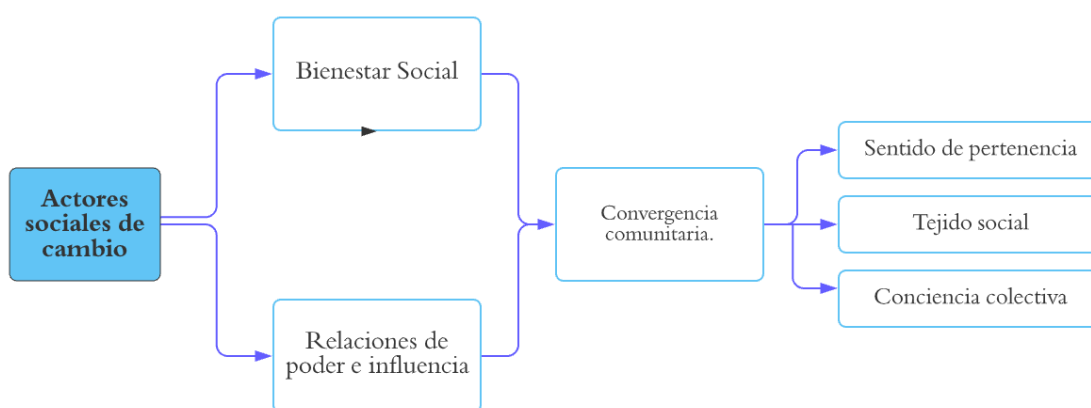 Actores
sociales de
cambio
Bienestar Social
Relaciones de
poder e influencia
Convergencia
comunitaria.
Sentido de pertenencia
Tejido social
Conciencia colectiva